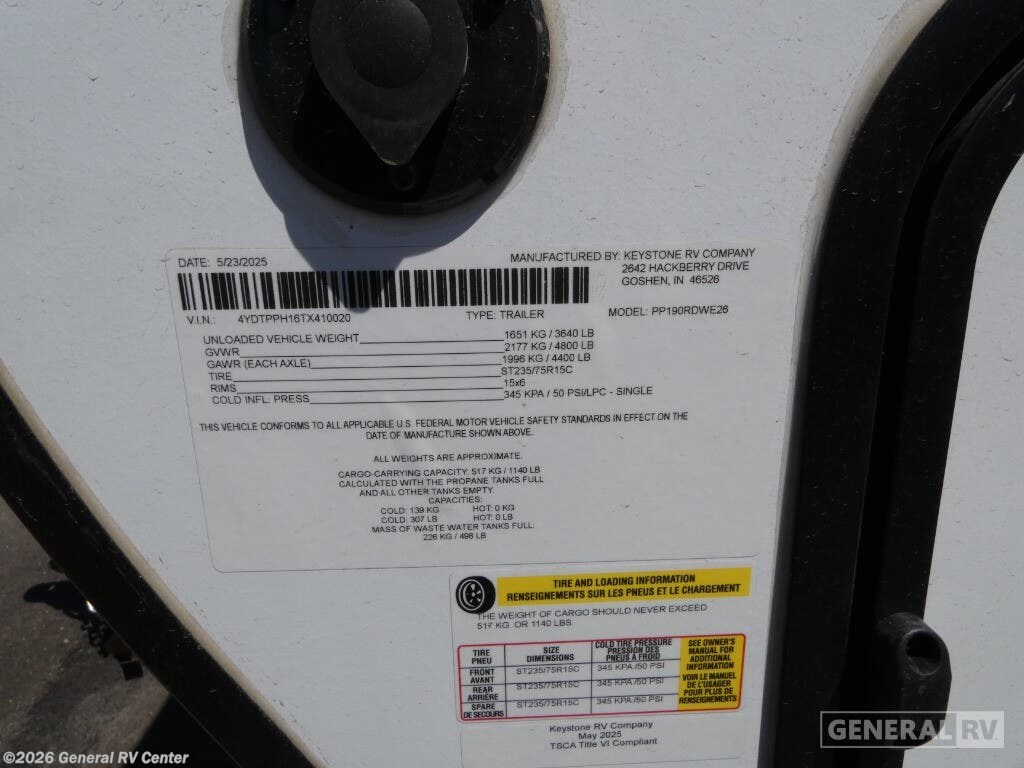 DATE: 5/23/2025
MANUFACTURED BY: KEYSTONE RV COMPANY
2642 HACKBERRY DRIVE
GOSHEN, IN 46526
V.I.N.: 4YDTPPH16TX410020 TYPE: TRAILER MODEL: PP190RDWE26
UNLOADED VEHICLE WEIGHT 1651 KG / 3640 LB
GVWR 2177 KG / 4800 LB
GAWR (EACH AXLE) 1996 KG / 4400 LB
TIRE ST235/75R15C
RIMS 15x6
COLD INFL. PRESS 345 KPA / 50 PSI/LPC - SINGLE
THIS VEHICLE CONFORMS TO ALL APPLICABLE U.S. FEDERAL MOTOR VEHICLE SAFETY STANDARDS IN EFFECT ON THE
DATE OF MANUFACTURE SHOWN ABOVE.
ALL WEIGHTS ARE APPROXIMATE.
CARGO-CARRYING CAPACITY: 517 KG / 1140 LB
CALCULATED WITH THE PROPANE TANKS FULL
AND ALL OTHER TANKS EMPTY.
CAPACITIES:
COLD: 139 KG HOT: 0 KG
COLD: 307 LB HOT: 0 LB
MASS OF WASTE WATER TANKS FULL:
226 KG / 498 LB
TIRE AND LOADING INFORMATION
RENSEIGNEMENTS SUR LES PNEUS ET LE CHARGEMENT
THE WEIGHT OF CARGO SHOULD NEVER EXCEED
517 KG OR 1140 LBS.
TIRE
PNEU
SIZE
DIMENSIONS
COLD TIRE PRESSURE
PRESSION DES
PNEUS A FROID
FRONT
AVANT
ST235/75R15C
345 KPA /50 PSI
REAR
ARRIÈRE
ST235/75R15C
345 KPA /50 PSI
SPARE
DE SECOURS
ST235/75R15C
345 KPA /50 PSI
SEE OWNER'S
MANUAL FOR
ADDITIONAL
INFORMATION
VOIR LE MANUEL
DE L'USAGER
POUR PLUS DE
RENSEIGNEMENTS
Keystone RV Company
May 2025
TSCA Title VI Compliant
GENERAL RV
©2026 General RV Center